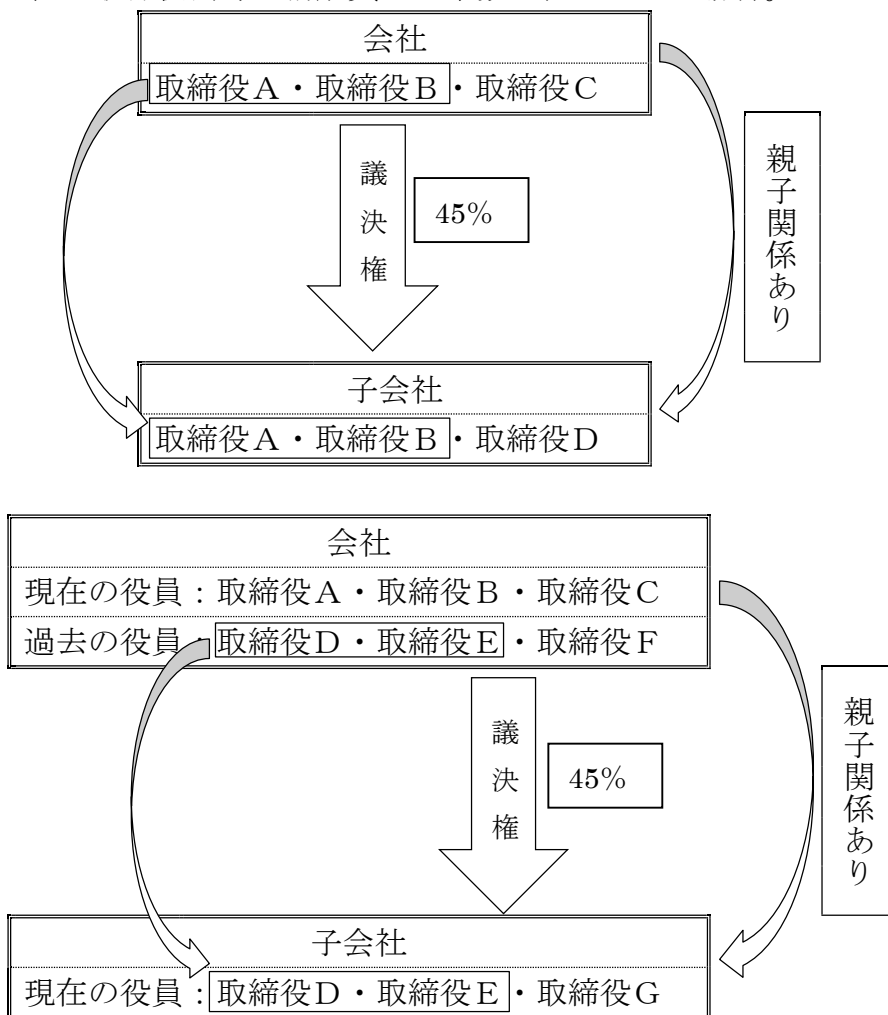 会社
取締役A・取締役B・取締役C
議決権
45%
親子関係あり
子会社
取締役A・取締役B・取締役D
会社
現在の役員:取締役A・取締役B・取締役C
過去の役員:取締役D・取締役E・取締役F
議決権
45%
親子関係あり
子会社
現在の役員:取締役D・取締役E・取締役G